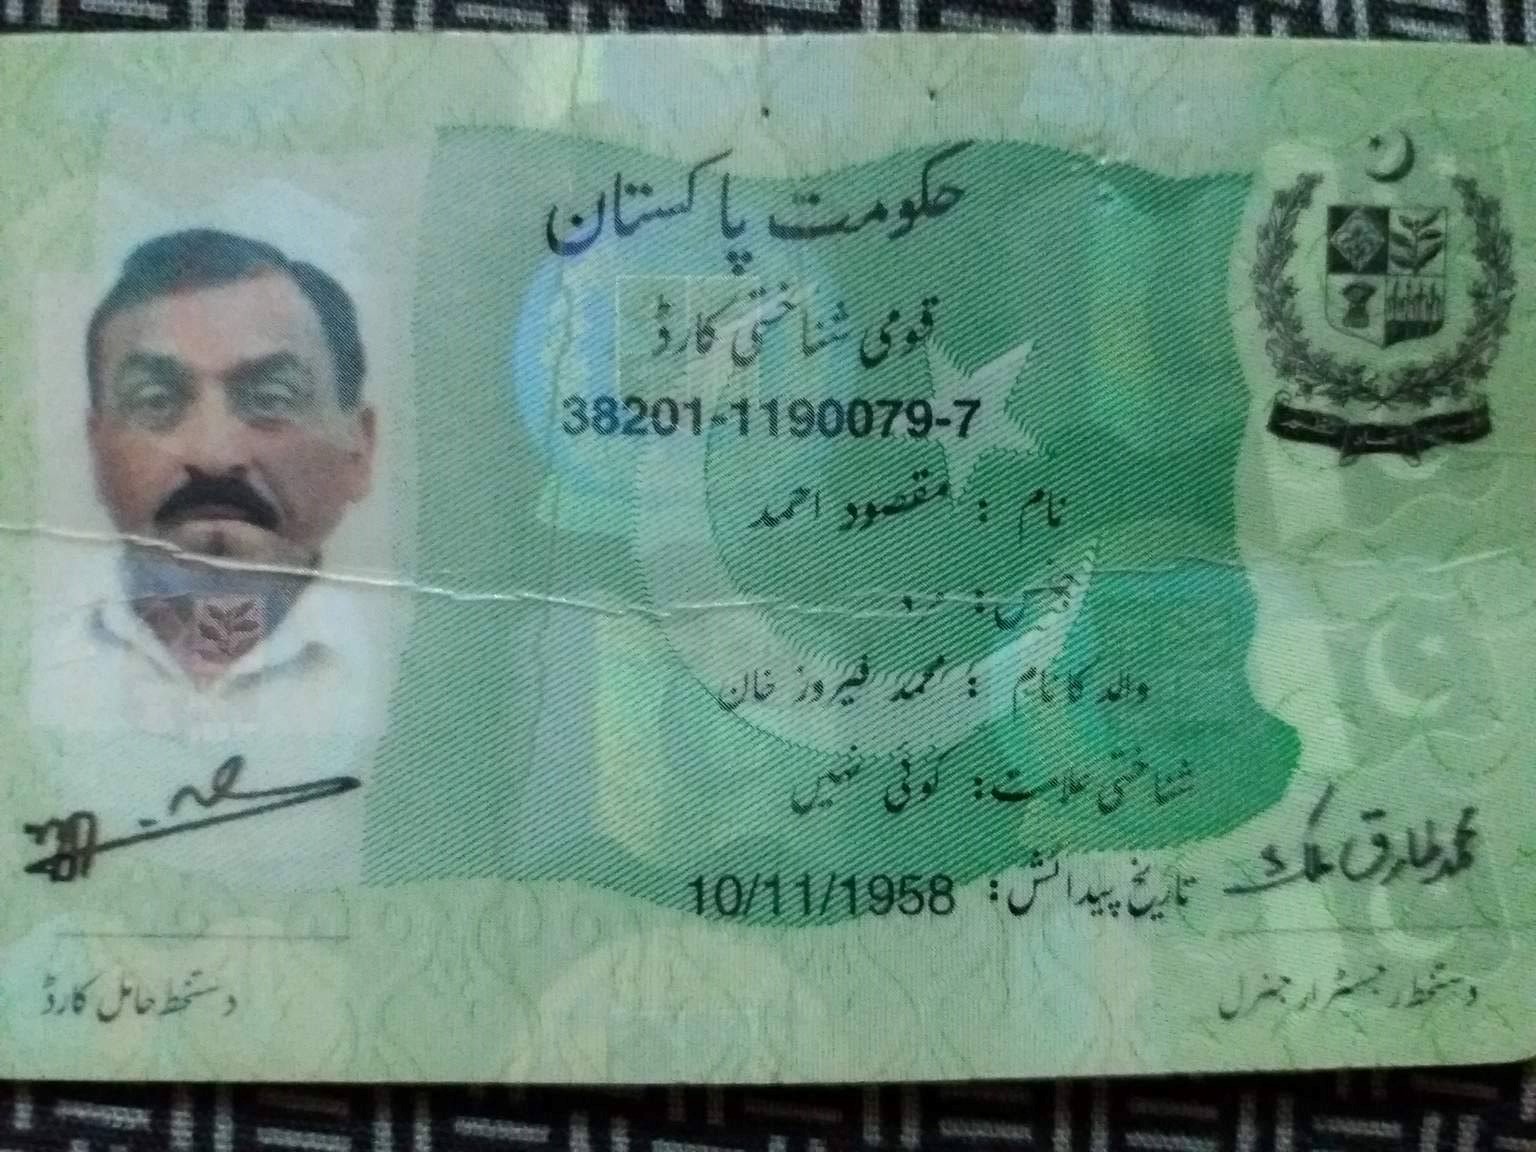 حکومت پاکستان
قومی شناختی کارڈ
38201-1190079-7
نام : مقصود احمد
جنس : مرد
والد کا نام : محمد فیروز خان
شناختی علامت: کوئی نہیں
تاریخ پیدائش: 10/11/1958
محمد طارق ملک
دستخط رجسٹرار جنرل
دستخط حامل کارڈ